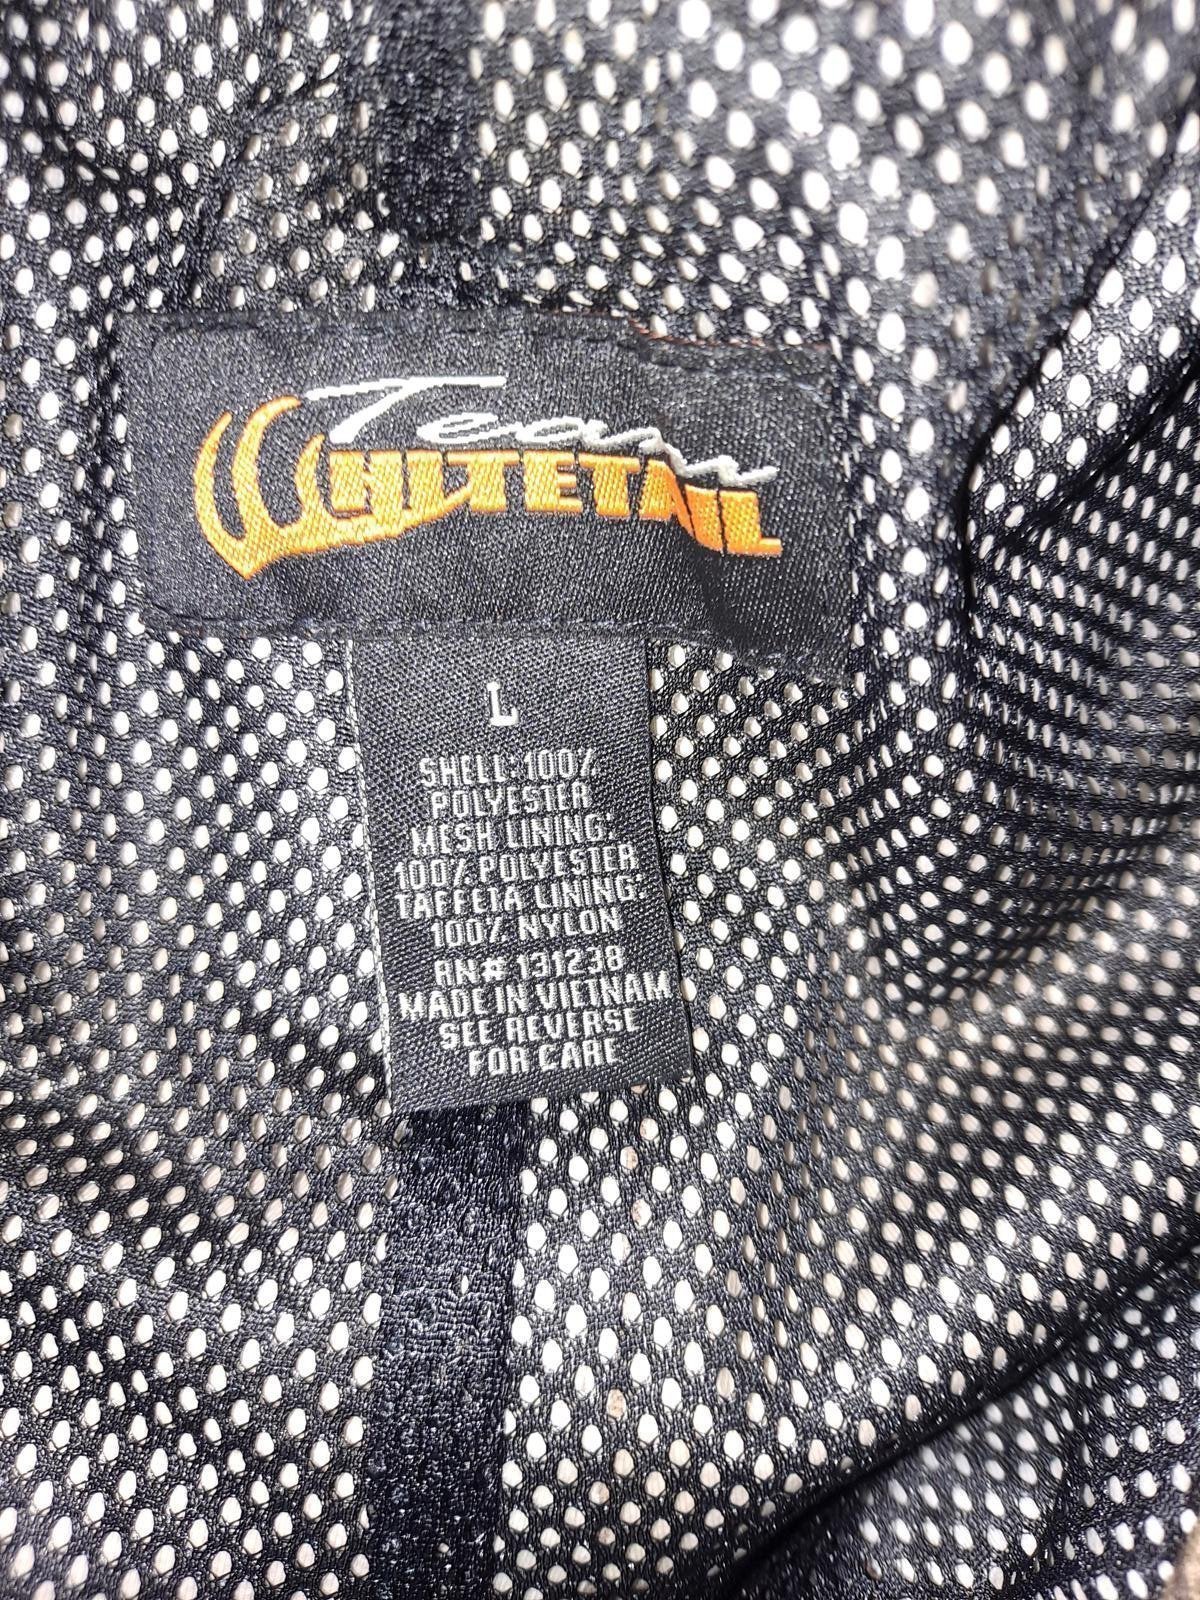 Team
WHITETAIL
L
SHELL: 100%
POLYESTER
MESH LINING:
100% POLYESTER
TAFFETA LINING:
100% NYLON
RN# 131238
MADE IN VIETNAM
SEE REVERSE
FOR CARE